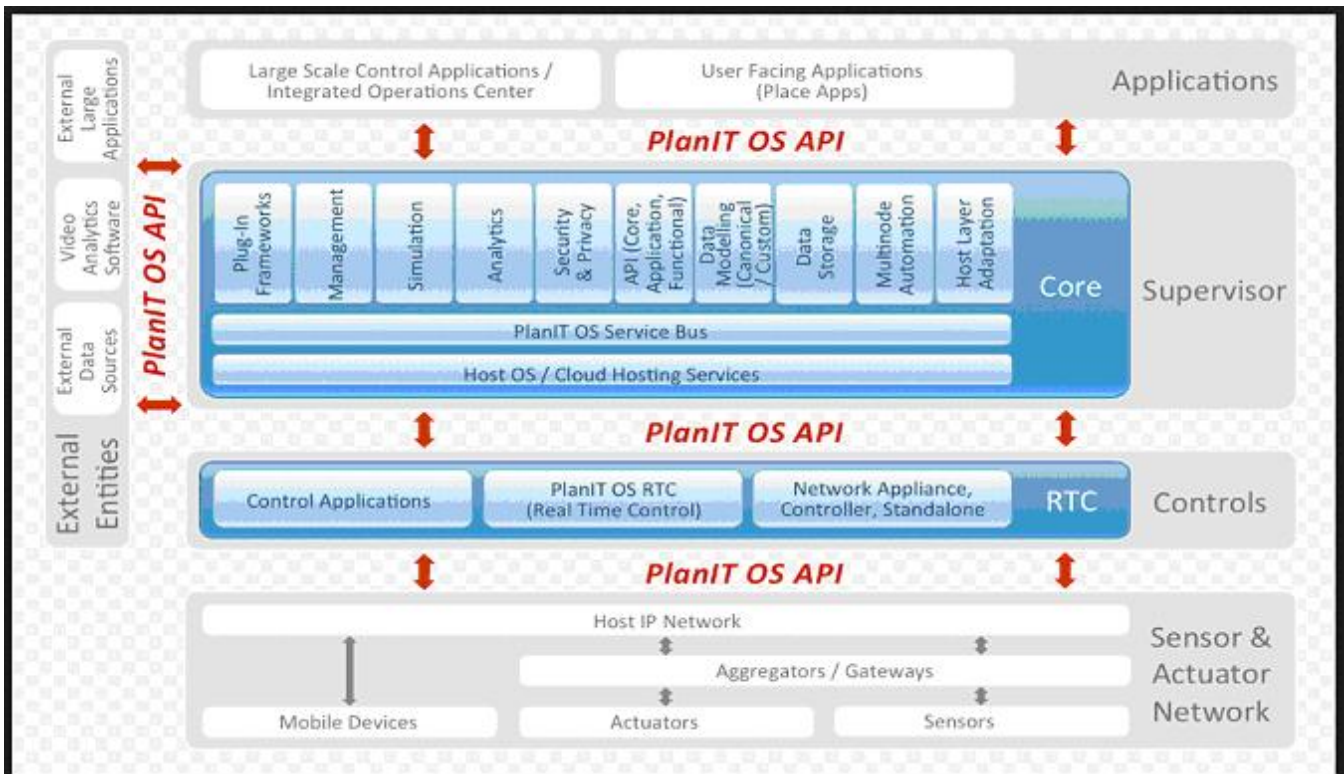 External
Large
Applications
Video
Analytics
Software
External
Data
Sources
External
Entities
PlanIT OS API
Large Scale Control Applications /
Integrated Operations Center
User Facing Applications
(Place Apps)
Applications
PlanIT OS API
Plug-In
Frameworks
Management
Simulation
Analytics
Security
& Privacy
API (Core,
Application,
Functional)
Data
Modelling
(Canonical
/ Custom)
Data
Storage
Multinode
Automation
Host Layer
Adaptation
Core
Supervisor
PlanIT OS Service Bus
Host OS / Cloud Hosting Services
PlanIT OS API
Control Applications
PlanIT OS RTC
(Real Time Control)
Network Appliance,
Controller, Standalone
RTC
Controls
PlanIT OS API
Host IP Network
Aggregators / Gateways
Mobile Devices
Actuators
Sensors
Sensor &
Actuator
Network